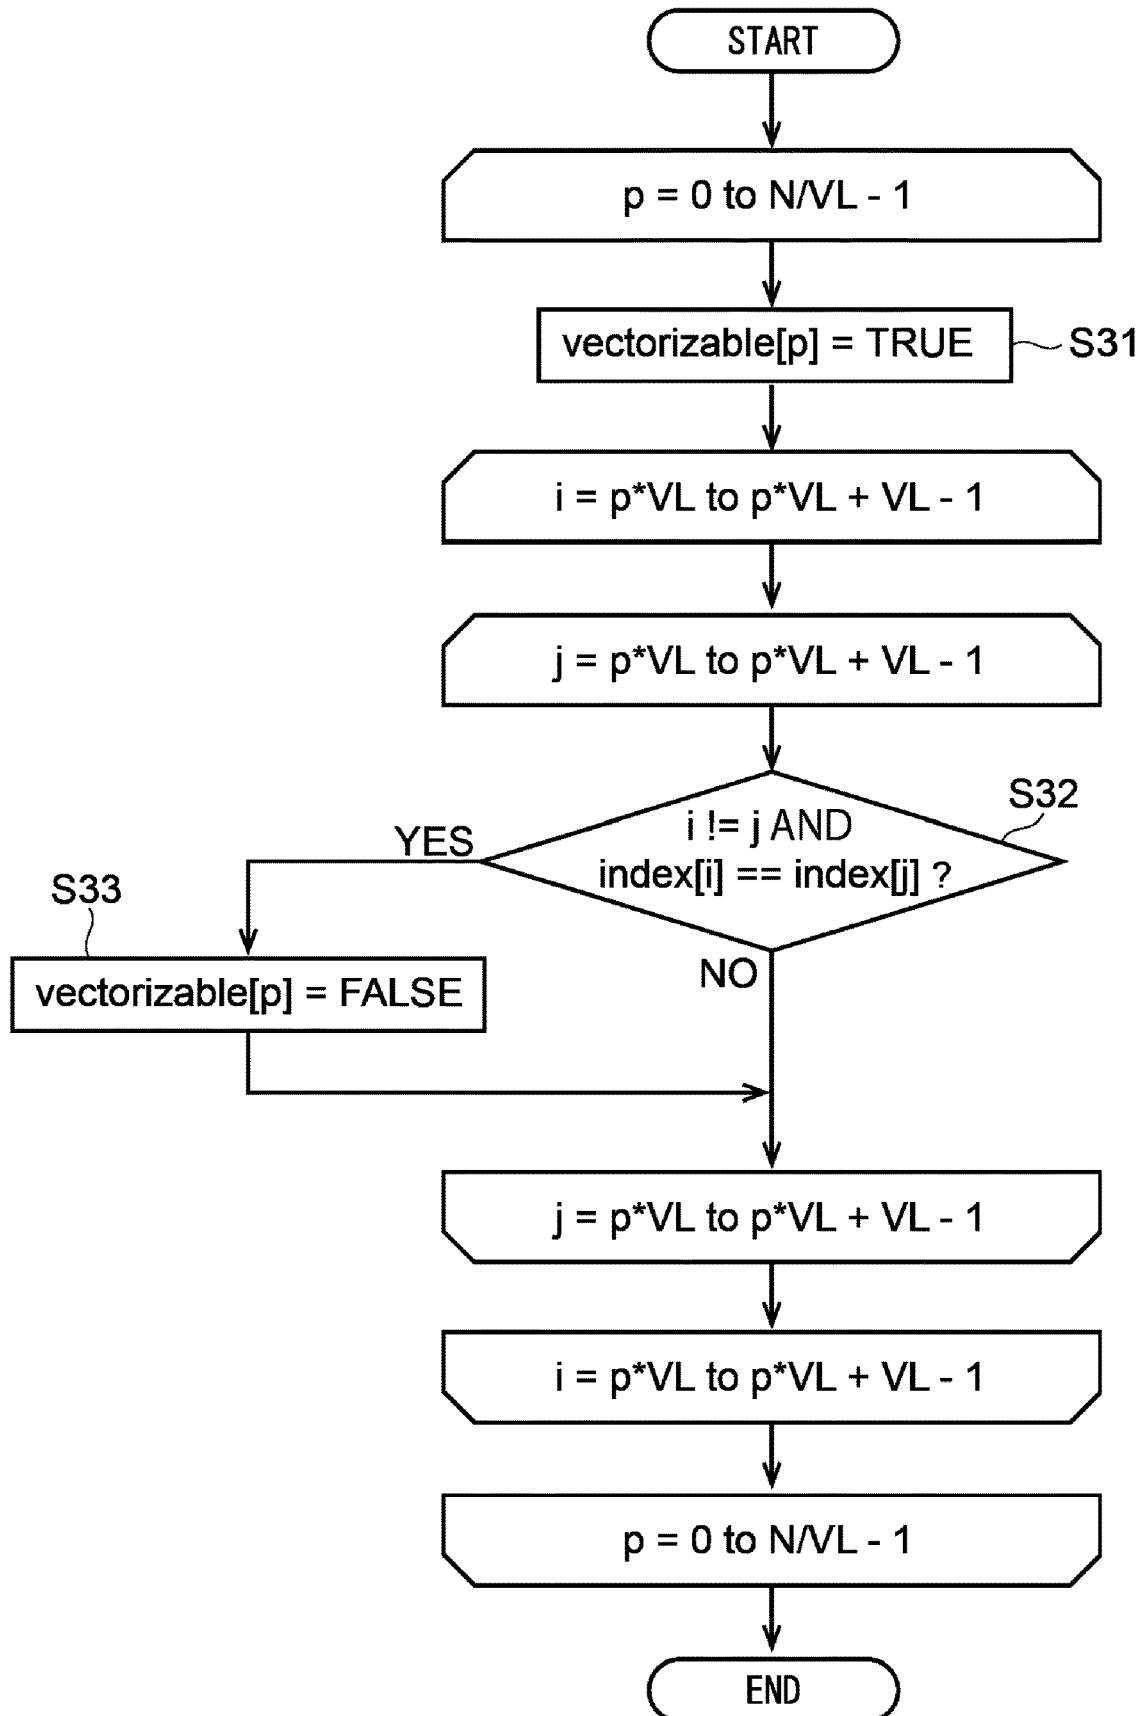 START
p = 0 to N/VL - 1
vectorizable[p] = TRUE
S31
i = p*VL to p*VL + VL - 1
j = p*VL to p*VL + VL - 1
S32
i != j AND
index[i] == index[j] ?
YES
S33
vectorizable[p] = FALSE
NO
j = p*VL to p*VL + VL - 1
i = p*VL to p*VL + VL - 1
p = 0 to N/VL - 1
END